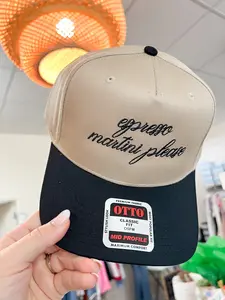 espresso
martini please
OTTO
CLASSIC
FIT
MID PROFILE